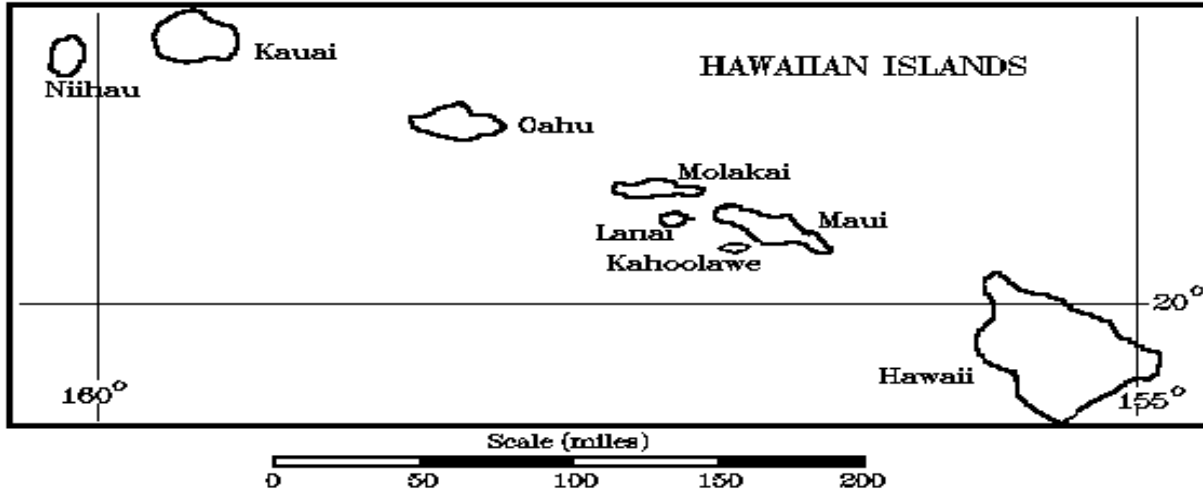 Kauai
HAWAIIAN ISLANDS
Niihau
Oahu
Molakai
Maui
Lanai
Kahoolawe
20°
Hawaii
160°
155°
Scale (miles)
0 50 100 150 200